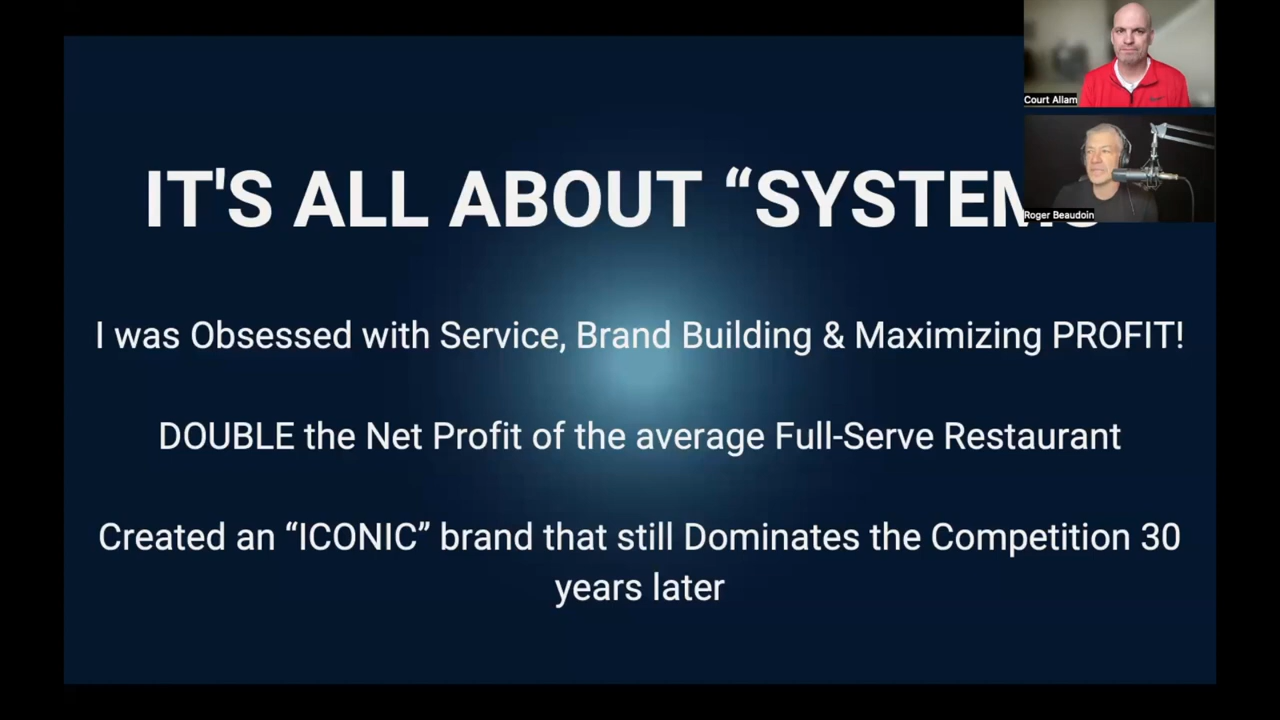 Court Allam
Roger Beaudoin
IT'S ALL ABOUT “SYSTEMS
I was Obsessed with Service, Brand Building & Maximizing PROFIT!
DOUBLE the Net Profit of the average Full-Serve Restaurant
Created an “ICONIC” brand that still Dominates the Competition 30
years later